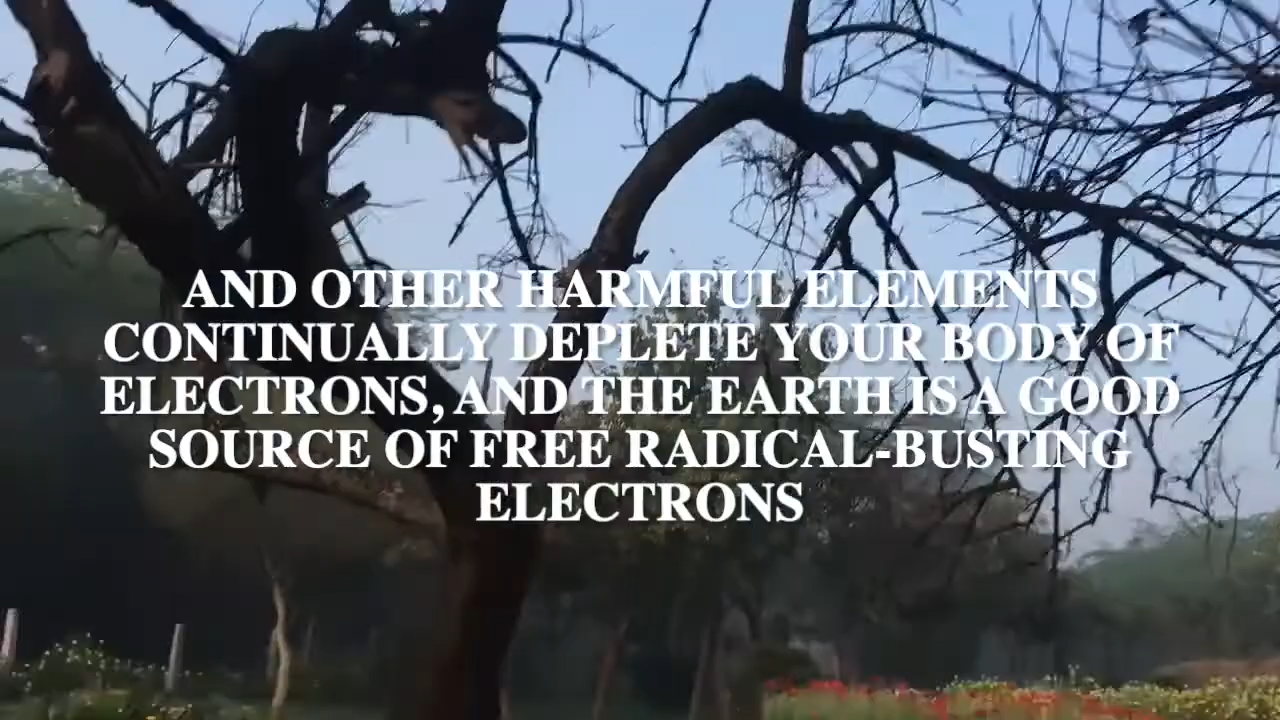 AND OTHER HARMFUL ELEMENTS
CONTINUALLY DEPLETE YOUR BODY OF
ELECTRONS, AND THE EARTH IS A GOOD
SOURCE OF FREE RADICAL-BUSTING
ELECTRONS